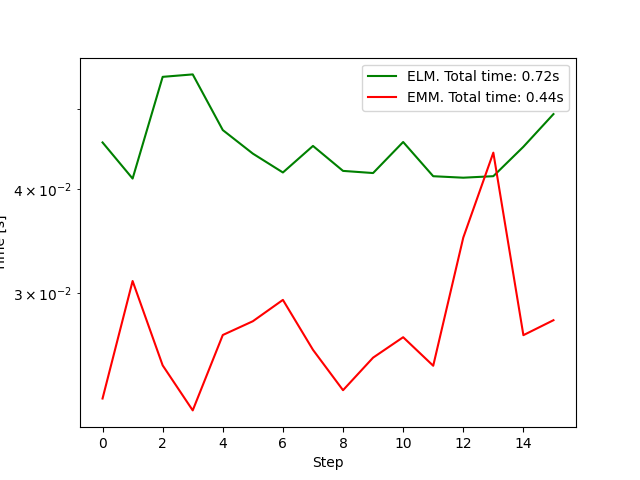 ELM. Total time: 0.72s
EMM. Total time: 0.44s
4 × 10⁻²
3 × 10⁻²
Time [s]
0 2 4 6 8 10 12 14
Step